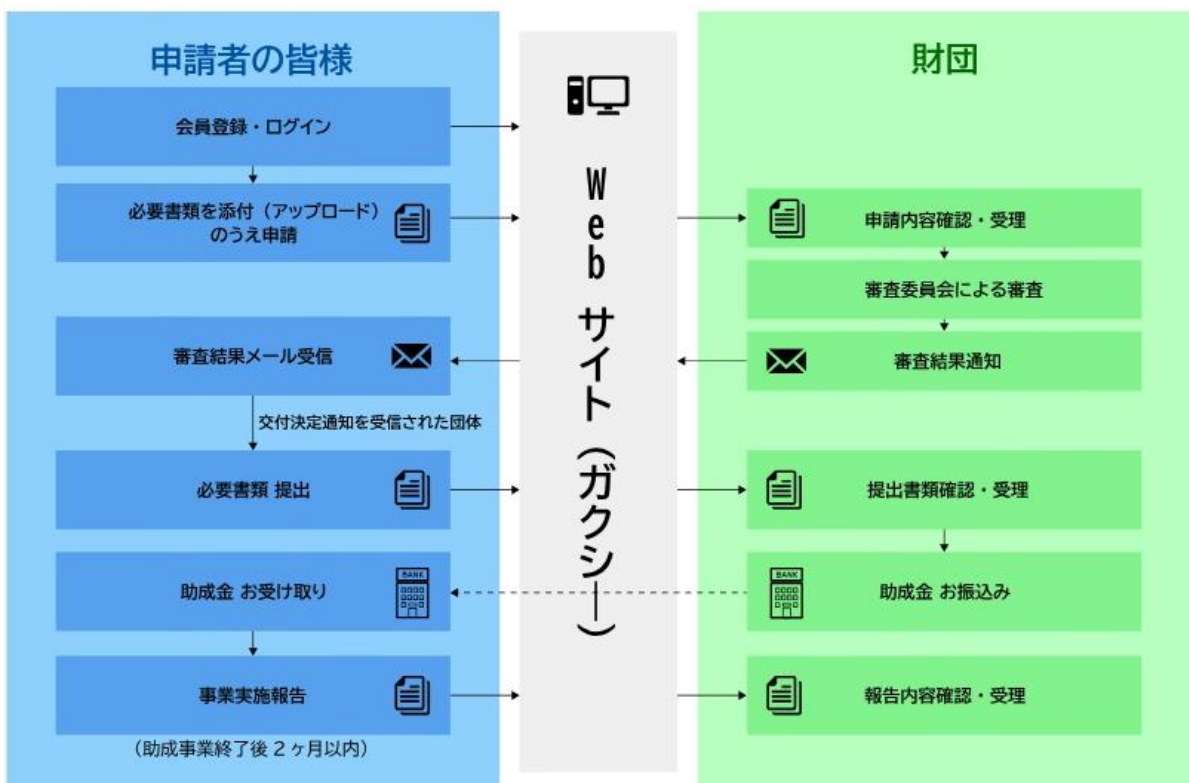 申請者の皆様
財団
会員登録・ログイン
必要書類を添付（アップロード）
のうえ申請
申請内容確認・受理
審査委員会による審査
審査結果メール受信
審査結果通知
交付決定通知を受信された団体
必要書類 提出
提出書類確認・受理
助成金 お受け取り
BANK
BANK
助成金 お振込み
事業実施報告
報告内容確認・受理
（助成事業終了後 2 ヶ月以内）
Web サイト（ガクシー）